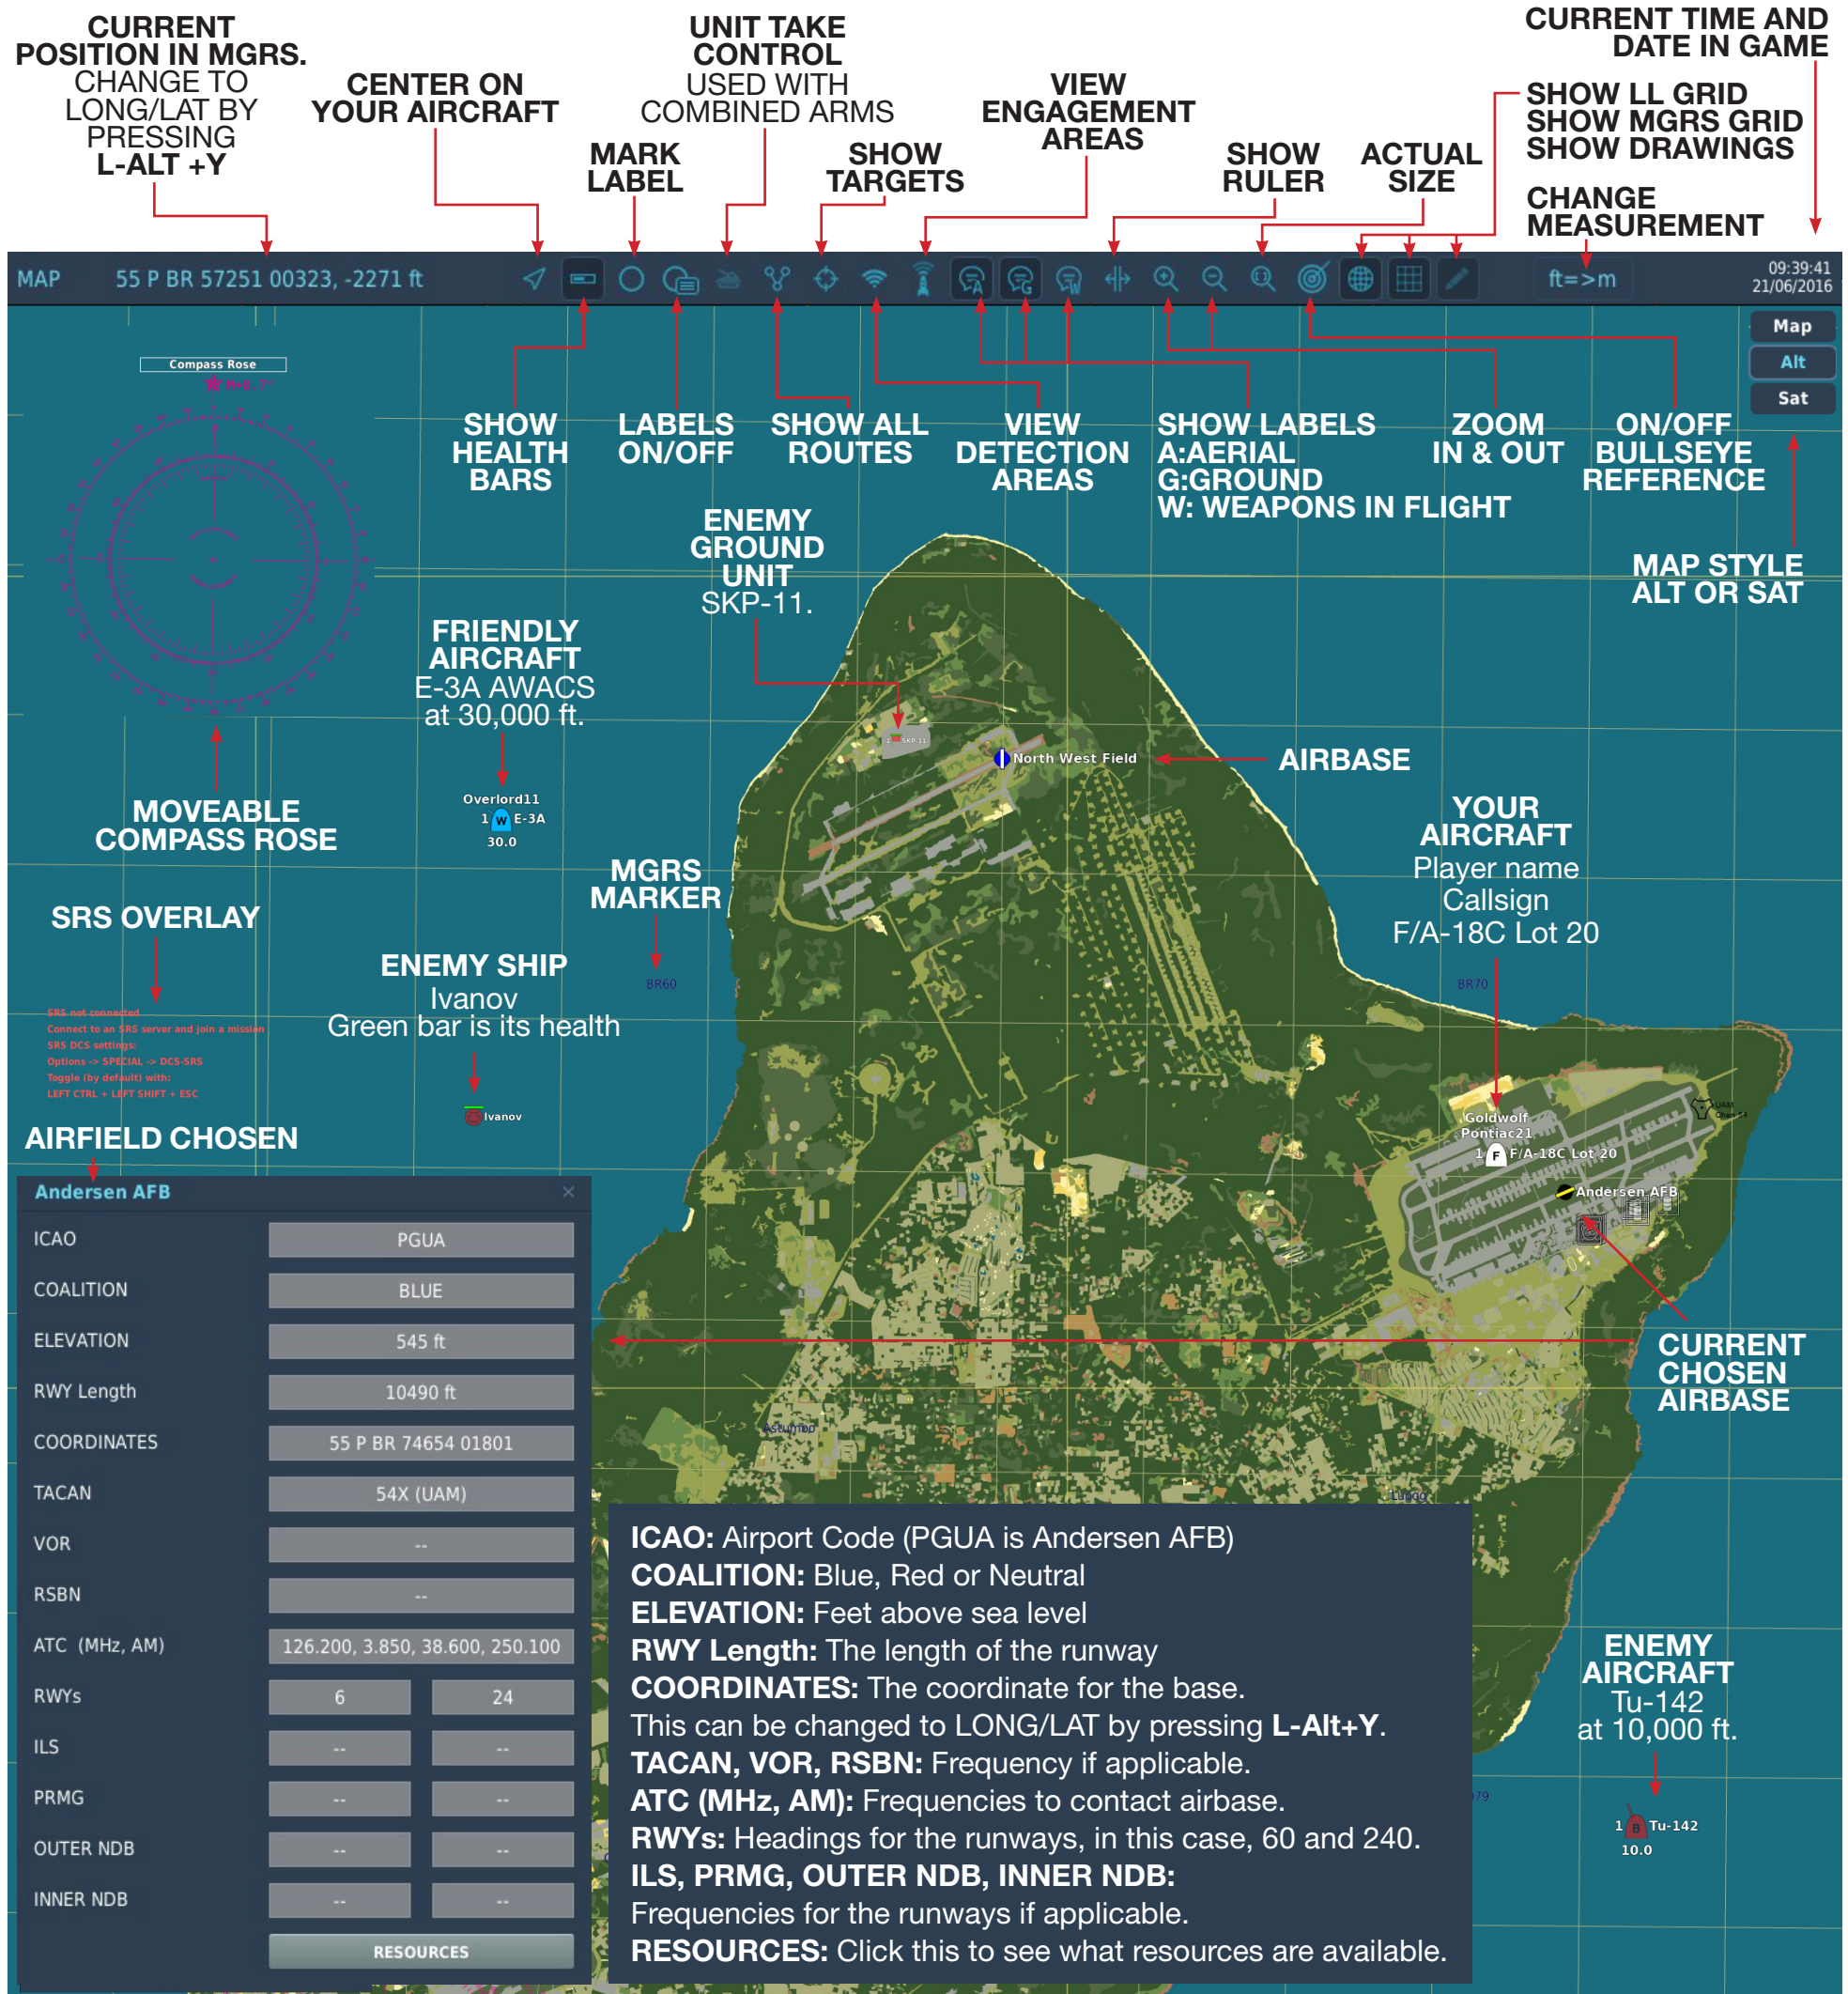 CURRENT
POSITION IN MGRS.
CHANGE TO
LONG/LAT BY
PRESSING
L-ALT +Y
CENTER ON
YOUR AIRCRAFT
MARK
LABEL
UNIT TAKE
CONTROL
USED WITH
COMBINED ARMS
SHOW
TARGETS
VIEW
ENGAGEMENT
AREAS
SHOW
RULER
ACTUAL
SIZE
CURRENT TIME AND
DATE IN GAME
SHOW LL GRID
SHOW MGRS GRID
SHOW DRAWINGS
CHANGE
MEASUREMENT
MAP
55 P BR 57251 00323, -2271 ft
A
G
W
ft=>m
09:39:41
21/06/2016
Map
Alt
Sat
Compass Rose
SHOW
HEALTH
BARS
LABELS
ON/OFF
SHOW ALL
ROUTES
VIEW
DETECTION
AREAS
SHOW LABELS
A:AERIAL
G:GROUND
W: WEAPONS IN FLIGHT
ZOOM
IN & OUT
ON/OFF
BULLSEYE
REFERENCE
MAP STYLE
ALT OR SAT
ENEMY
GROUND
UNIT
SKP-11.
1 SKP-11
FRIENDLY
AIRCRAFT
E-3A AWACS
at 30,000 ft.
Overlord11
1 W E-3A
30.0
MOVEABLE
COMPASS ROSE
North West Field
AIRBASE
YOUR
AIRCRAFT
Player name
Callsign
F/A-18C Lot 20
MGRS
MARKER
BR60
BR70
SRS OVERLAY
SRS not connected
Connect to an SRS server and join a mission
SRS DCS settings:
Options -> SPECIAL -> DCS-SRS
Toggle (by default) with:
LEFT CTRL + LEFT SHIFT + ESC
ENEMY SHIP
Ivanov
Green bar is its health
Ivanov
Goldwolf
Pontiac21
1 F F/A-18C Lot 20
UAM
Chan 54
Andersen AFB
CURRENT
CHOSEN
AIRBASE
AIRFIELD CHOSEN
Andersen AFB ×
ICAO PGUA
COALITION BLUE
ELEVATION 545 ft
RWY Length 10490 ft
COORDINATES 55 P BR 74654 01801
TACAN 54X (UAM)
VOR --
RSBN --
ATC (MHz, AM) 126.200, 3.850, 38.600, 250.100
RWYs 6 24
ILS -- --
PRMG -- --
OUTER NDB -- --
INNER NDB -- --
RESOURCES
Astumbo
Lupog
ICAO: Airport Code (PGUA is Andersen AFB)
COALITION: Blue, Red or Neutral
ELEVATION: Feet above sea level
RWY Length: The length of the runway
COORDINATES: The coordinate for the base.
This can be changed to LONG/LAT by pressing L-Alt+Y.
TACAN, VOR, RSBN: Frequency if applicable.
ATC (MHz, AM): Frequencies to contact airbase.
RWYs: Headings for the runways, in this case, 60 and 240.
ILS, PRMG, OUTER NDB, INNER NDB:
Frequencies for the runways if applicable.
RESOURCES: Click this to see what resources are available.
ENEMY
AIRCRAFT
Tu-142
at 10,000 ft.
79
1 B Tu-142
10.0